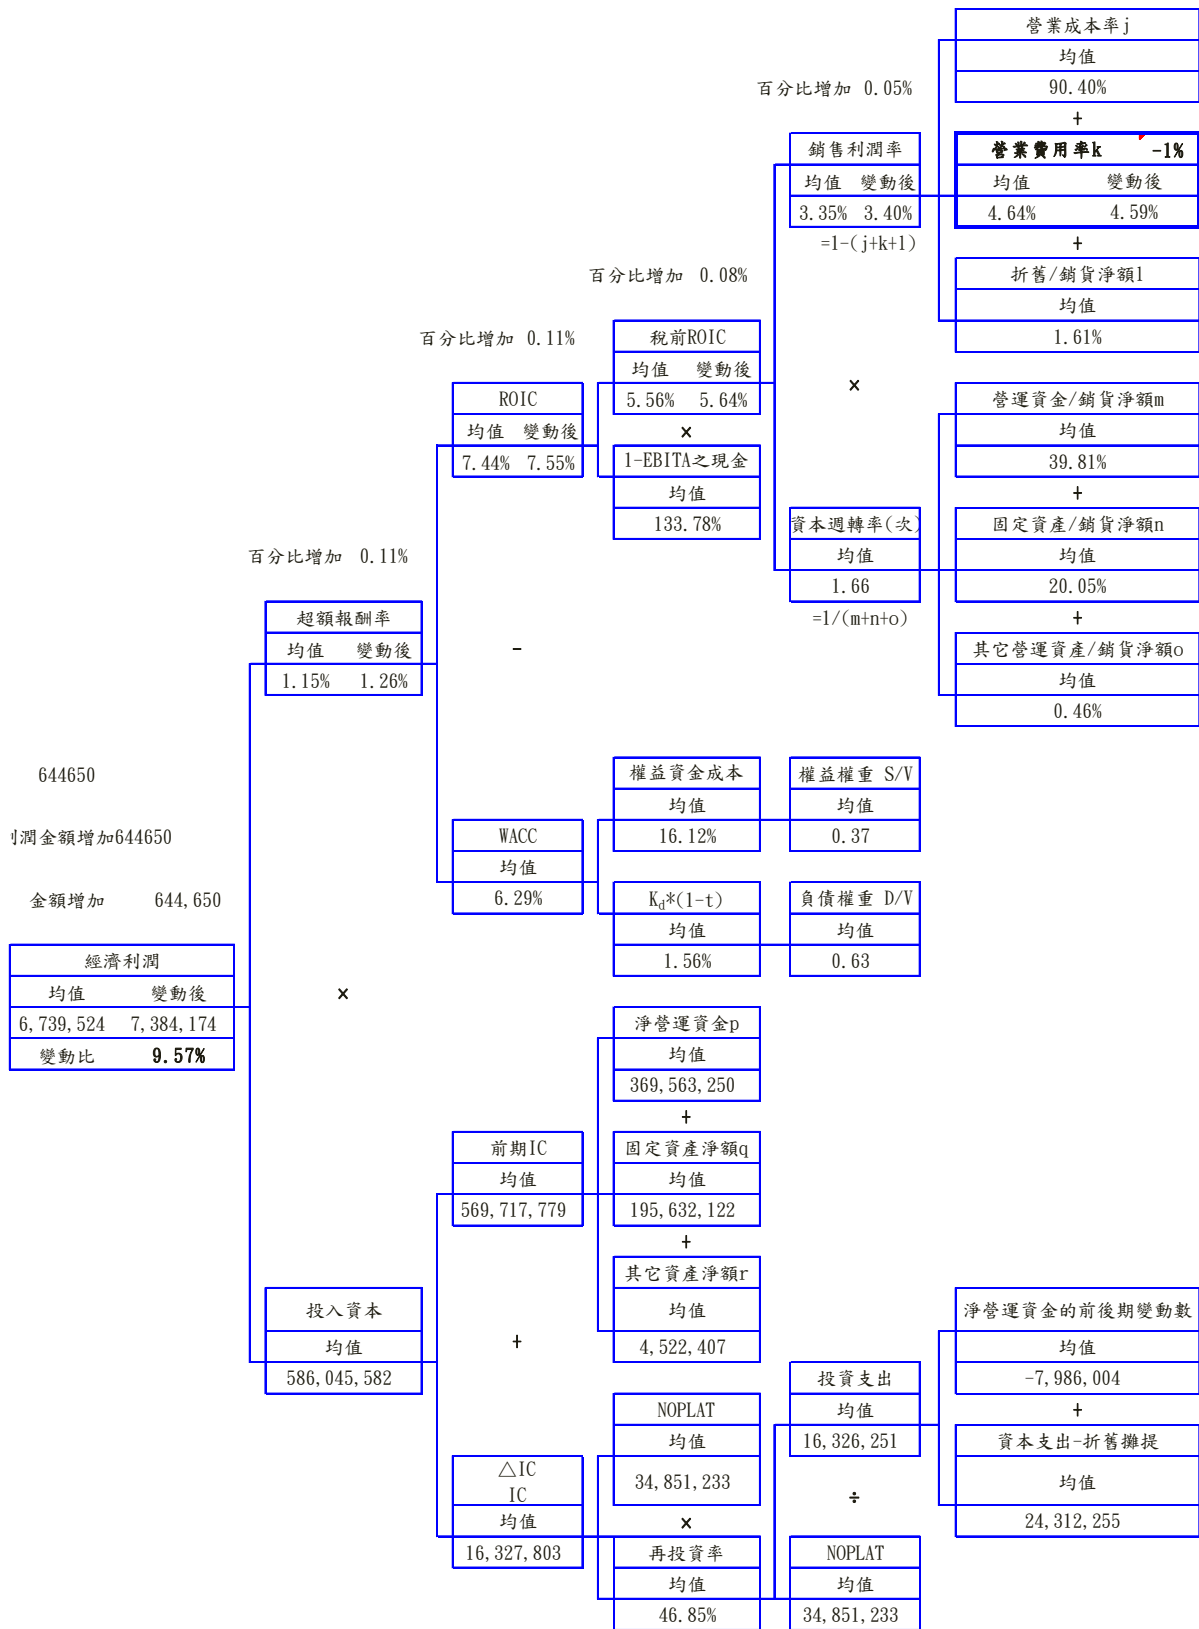 營業成本率j
均值
90.40%
百分比增加 0.05%
+
銷售利潤率
均值 變動後
3.35% 3.40%
=1-(j+k+l)
營業費用率k -1%
均值 變動後
4.64% 4.59%
+
折舊/銷貨淨額l
均值
1.61%
百分比增加 0.08%
百分比增加 0.11%
稅前ROIC
均值 變動後
5.56% 5.64%
×
ROIC
均值 變動後
7.44% 7.55%
×
1-EBITA之現金
均值
133.78%
營運資金/銷貨淨額m
均值
39.81%
+
資本週轉率(次)
均值
1.66
=1/(m+n+o)
固定資產/銷貨淨額n
均值
20.05%
+
其它營運資產/銷貨淨額o
均值
0.46%
百分比增加 0.11%
超額報酬率
均值 變動後
1.15% 1.26%
-
644650
潤金額增加644650
金額增加 644,650
權益資金成本
均值
16.12%
權益權重 S/V
均值
0.37
WACC
均值
6.29%
Kd*(1-t)
均值
1.56%
負債權重 D/V
均值
0.63
經濟利潤
均值 變動後
6,739,524 7,384,174
變動比 9.57%
×
淨營運資金p
均值
369,563,250
+
前期IC
均值
569,717,779
固定資產淨額q
均值
195,632,122
+
其它資產淨額r
均值
4,522,407
投入資本
均值
586,045,582
+
淨營運資金的前後期變動數
均值
-7,986,004
+
投資支出
均值
16,326,251
資本支出-折舊攤提
均值
24,312,255
NOPLAT
均值
34,851,233
÷
△IC
IC
均值
16,327,803
×
再投資率
均值
46.85%
NOPLAT
均值
34,851,233